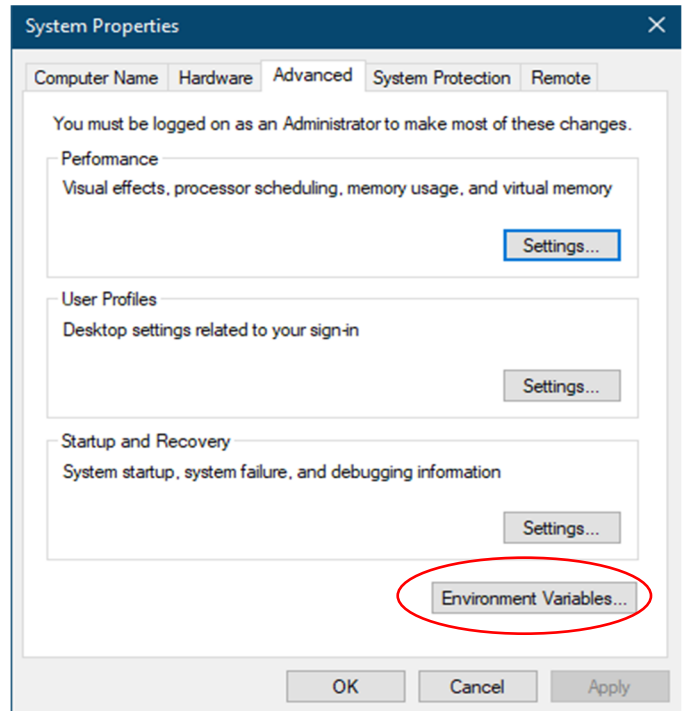 System Properties
Computer Name Hardware Advanced System Protection Remote
You must be logged on as an Administrator to make most of these changes.
Performance
Visual effects, processor scheduling, memory usage, and virtual memory
Settings...
User Profiles
Desktop settings related to your sign-in
Settings...
Startup and Recovery
System startup, system failure, and debugging information
Settings...
Environment Variables...
OK Cancel Apply